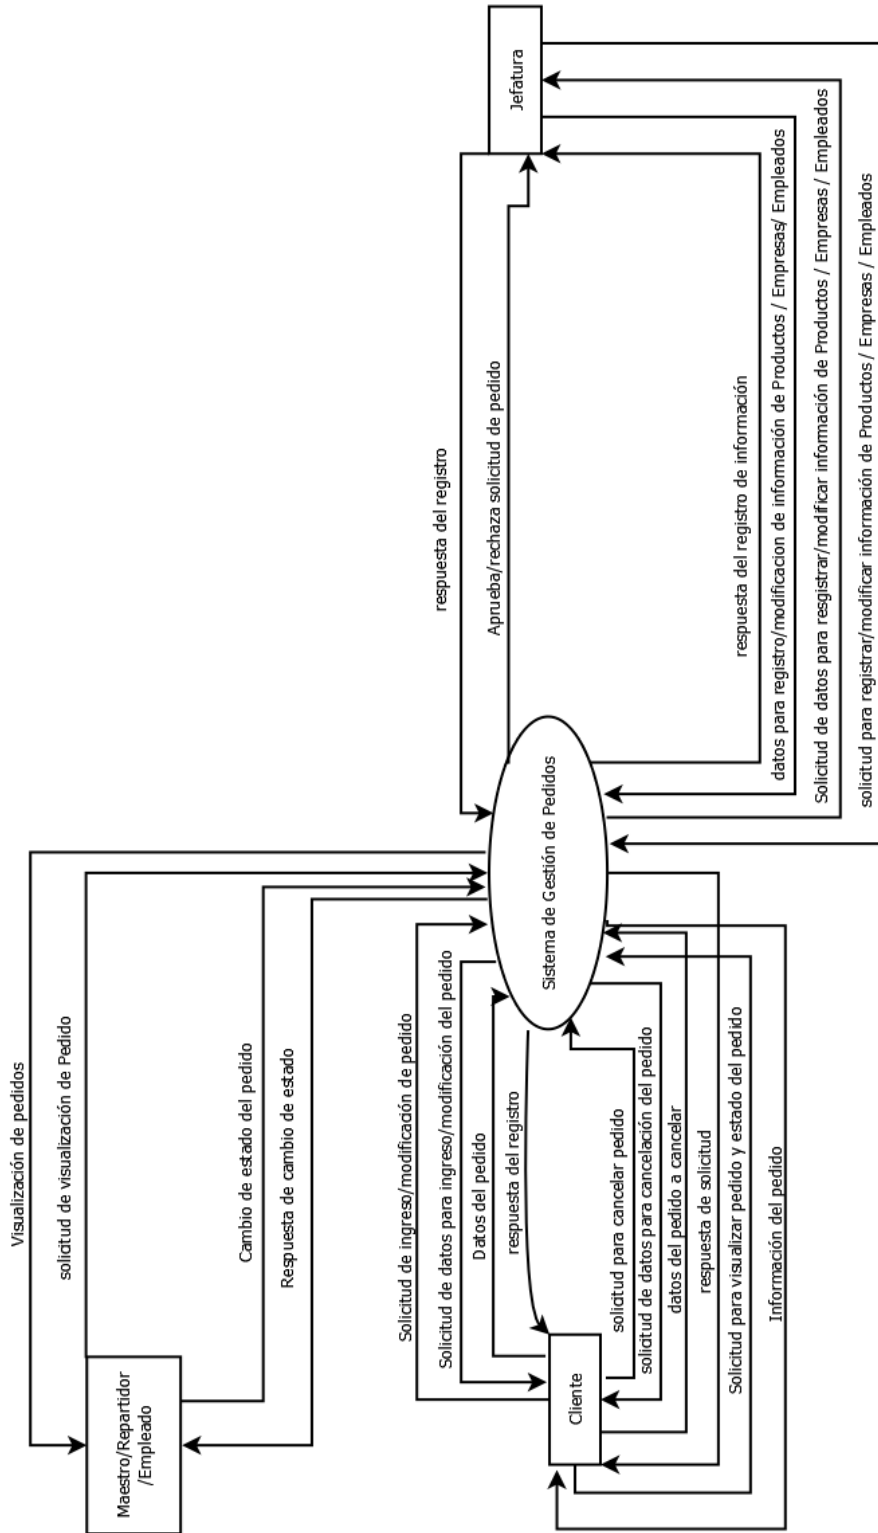 Visualización de pedidos
solicitud de visualización de Pedido
Maestro/Repartidor
/Empleado
Cambio de estado del pedido
Respuesta de cambio de estado
Solicitud de ingreso/modificación de pedido
Solicitud de datos para ingreso/modificación del pedido
Datos del pedido
respuesta del registro
Cliente
solicitud para cancelar pedido
solicitud de datos para cancelación del pedido
datos del pedido a cancelar
respuesta de solicitud
Solicitud para visualizar pedido y estado del pedido
Información del pedido
Sistema de Gestión de Pedidos
respuesta del registro
Aprueba/rechaza solicitud de pedido
Jefatura
respuesta del registro de información
datos para registro/modificacion de información de Productos / Empresas/ Empleados
Solicitud de datos para resgistrar/modificar información de Productos / Empresas / Empleados
solicitud para registrar/modificar información de Productos / Empresas / Empleados